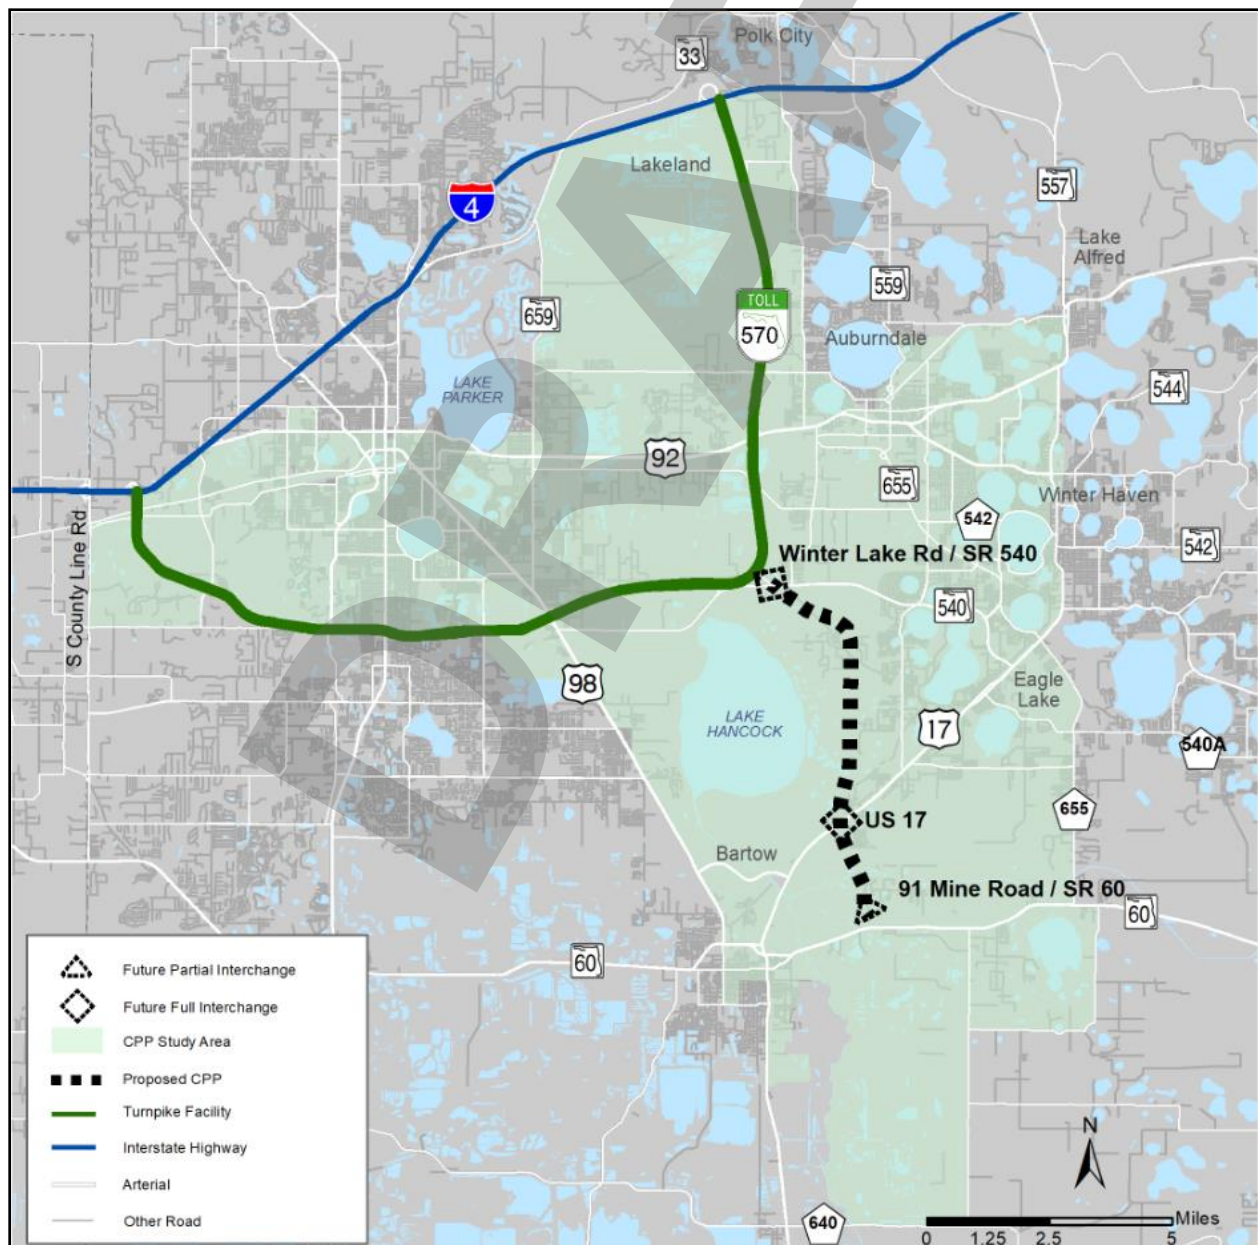 Polk City
33
Lakeland
4
557
Lake
Alfred
659
559
TOLL
570
Auburndale
LAKE
PARKER
544
92
655
Winter Haven
542
542
S County Line Rd
Winter Lake Rd / SR 540
540
98
Eagle
Lake
LAKE
HANCOCK
17
540A
655
US 17
Bartow
91 Mine Road / SR 60
60
60
Future Partial Interchange
Future Full Interchange
CPP Study Area
Proposed CPP
Turnpike Facility
Interstate Highway
Arterial
Other Road
N
640
Miles
0 1.25 2.5 5
DRAFT